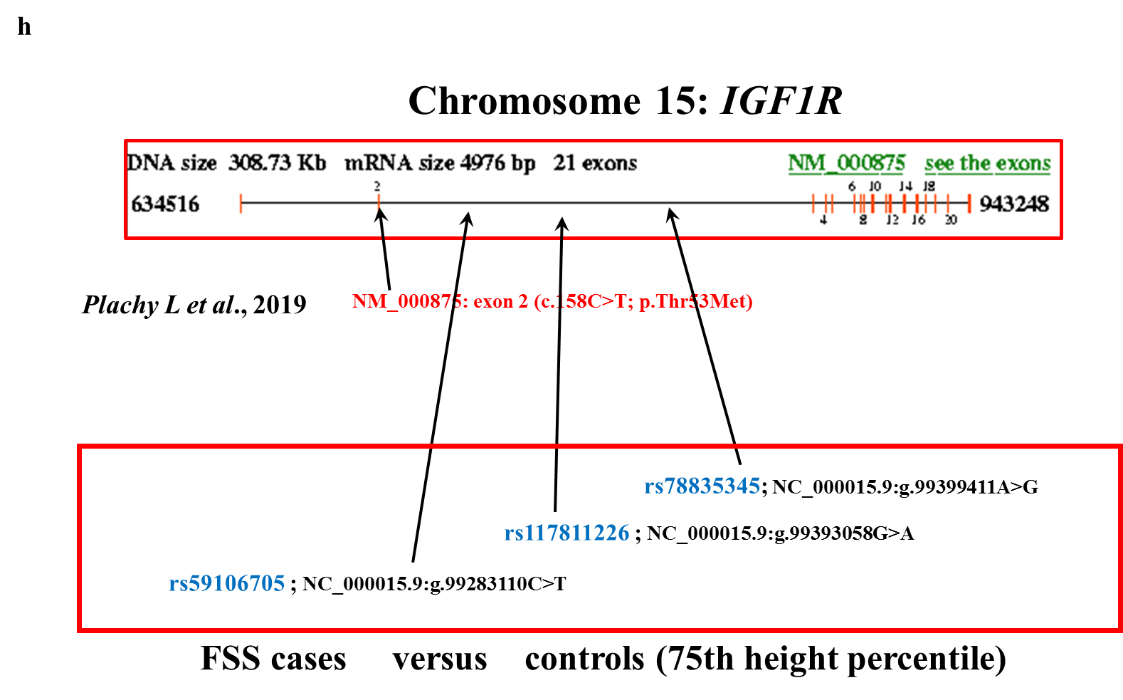 h
Chromosome 15: IGF1R
DNA size 308.73 Kb mRNA size 4976 bp 21 exons NM_000875 see the exons
2 6 10 14 18
634516 943248
4 8 12 16 20
Plachy L et al., 2019 NM_000875: exon 2 (c.158C>T; p.Thr53Met)
rs78835345; NC_000015.9:g.99399411A>G
rs117811226 ; NC_000015.9:g.99393058G>A
rs59106705 ; NC_000015.9:g.99283110C>T
FSS cases versus controls (75th height percentile)